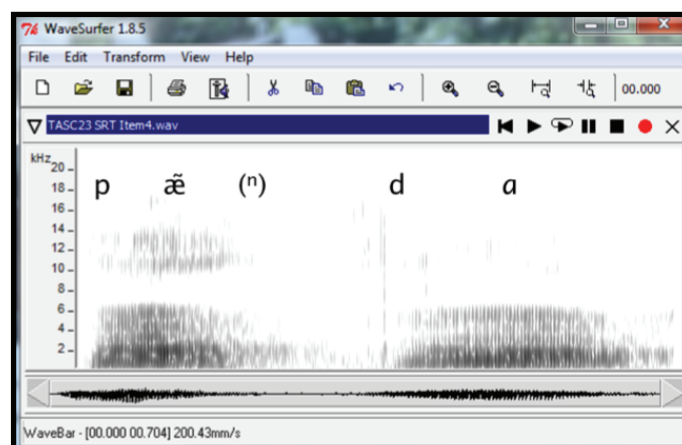 WaveSurfer 1.8.5
File Edit Transform View Help
00.000
TASC23 SRT Item4.wav
kHz
20
18
16
14
12
10
8
6
4
2
p æ̃ (ⁿ) d ɑ
WaveBar - [00.000 00.704] 200.43mm/s